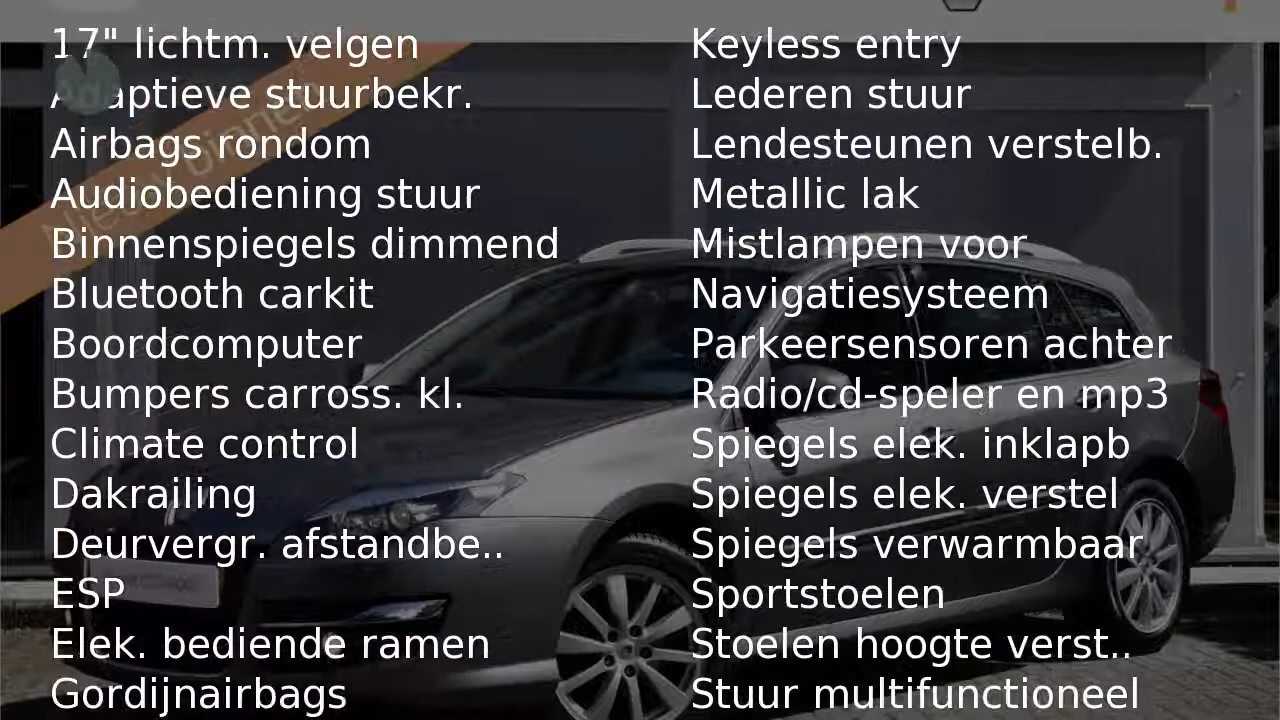 17" lichtm. velgen
Adaptieve stuurbekr.
Airbags rondom
Audiobediening stuur
Binnenspiegels dimmend
Bluetooth carkit
Boordcomputer
Bumpers carross. kl.
Climate control
Dakrailing
Deurvergr. afstandbe..
ESP
Elek. bediende ramen
Gordijnairbags
Keyless entry
Lederen stuur
Lendesteunen verstelb.
Metallic lak
Mistlampen voor
Navigatiesysteem
Parkeersensoren achter
Radio/cd-speler en mp3
Spiegels elek. inklapb
Spiegels elek. verstel
Spiegels verwarmbaar
Sportstoelen
Stoelen hoogte verst..
Stuur multifunctioneel
Nieuw binnen